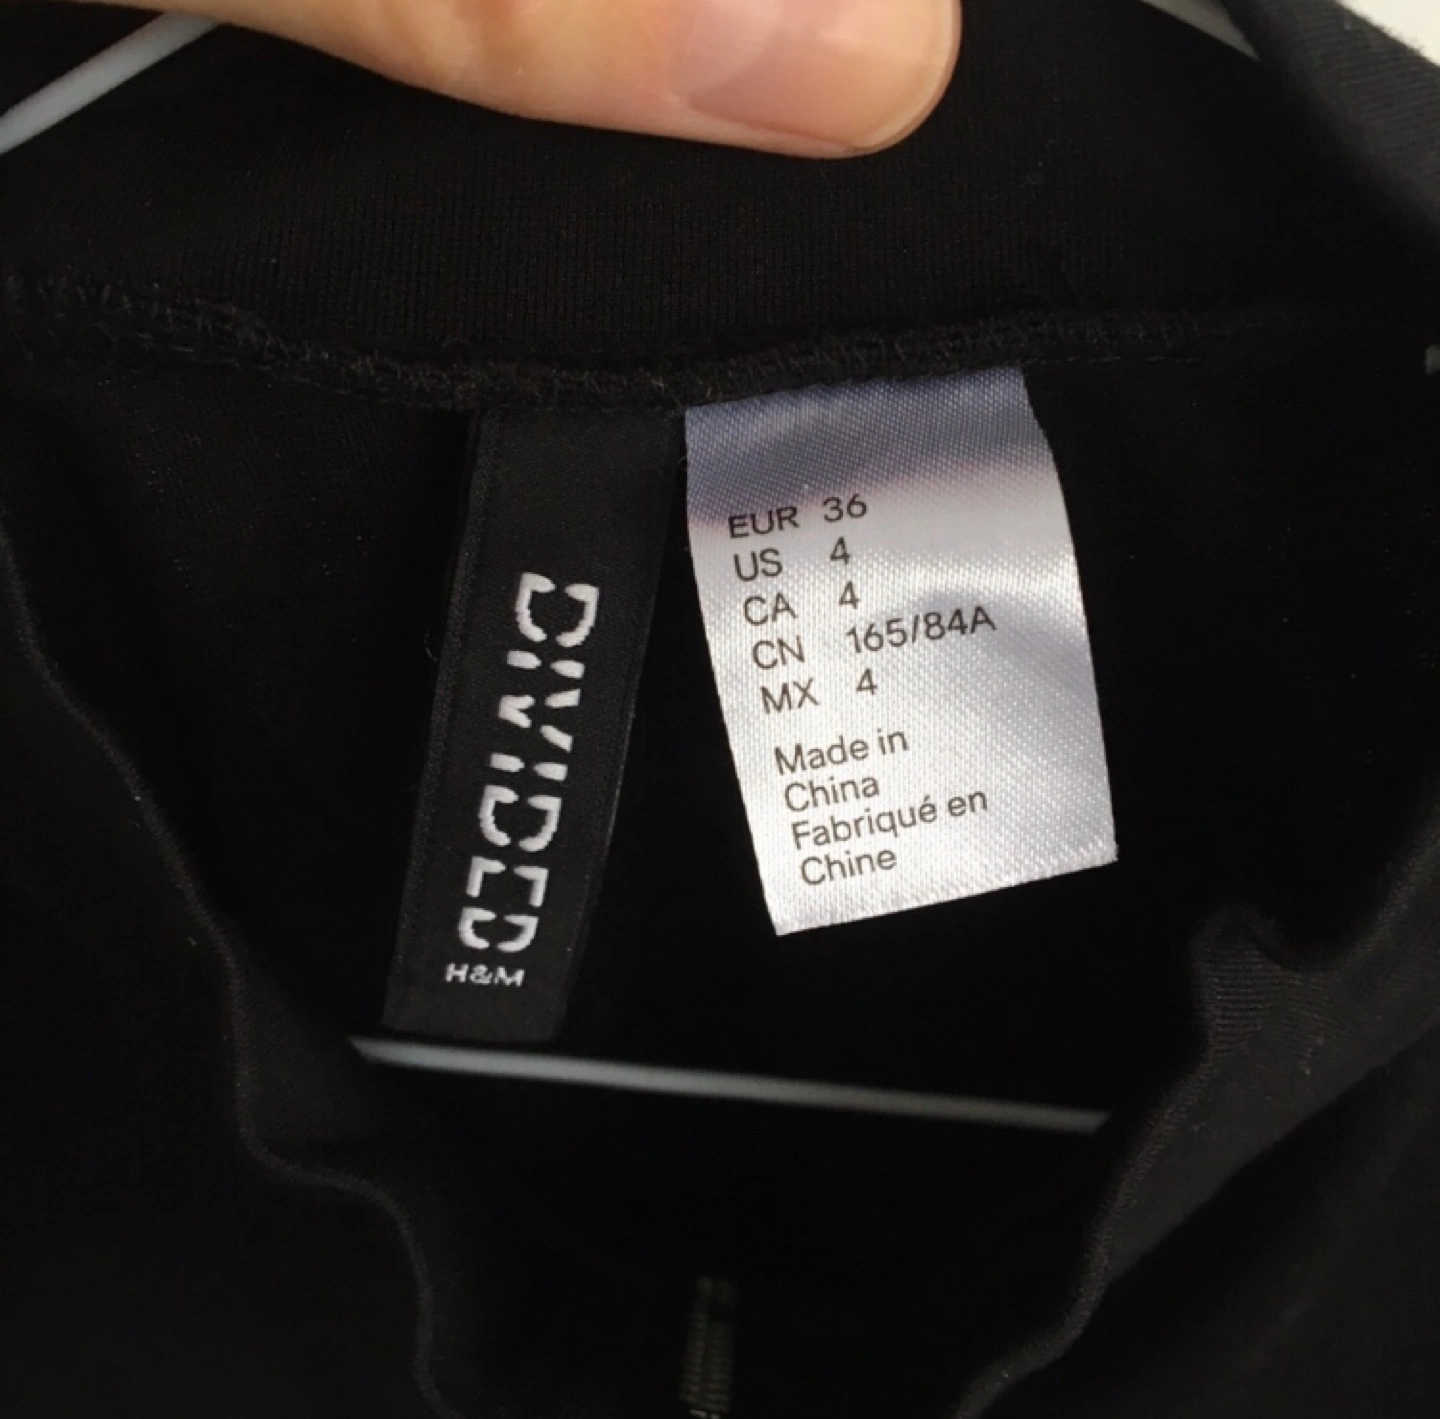 DIVIDED
H&M
EUR 36
US 4
CA 4
CN 165/84A
MX 4
Made in
China
Fabriqué en
Chine